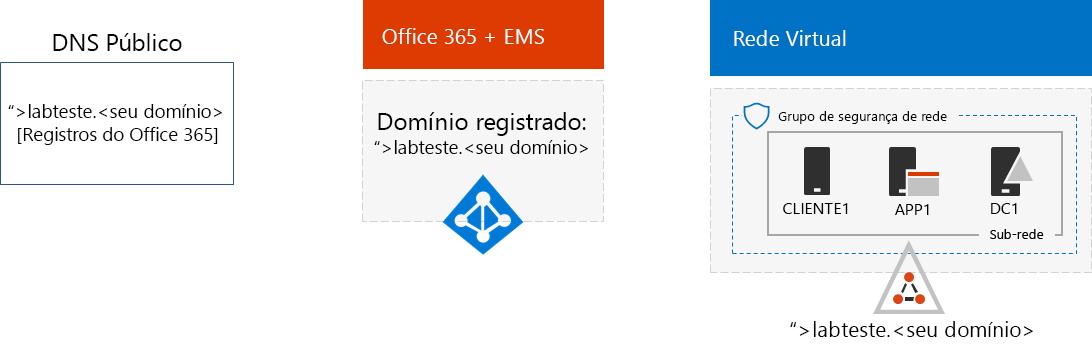 DNS Público
“>labteste.<seu domínio>
[Registros do Office 365]
Office 365 + EMS
Domínio registrado:
“>labteste.<seu domínio>
Rede Virtual
Grupo de segurança de rede
CLIENTE1
APP1
DC1
Sub-rede
“>labteste.<seu domínio>